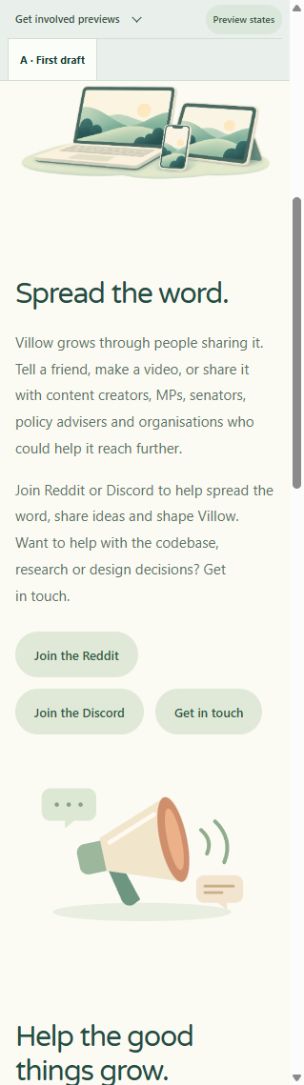 Get involved previews
Preview states
A · First draft
Spread the word.
Villow grows through people sharing it.
Tell a friend, make a video, or share it
with content creators, MPs, senators,
policy advisers and organisations who
could help it reach further.
Join Reddit or Discord to help spread the
word, share ideas and shape Villow.
Want to help with the codebase,
research or design decisions? Get
in touch.
Join the Reddit
Join the Discord
Get in touch
Help the good
things grow.